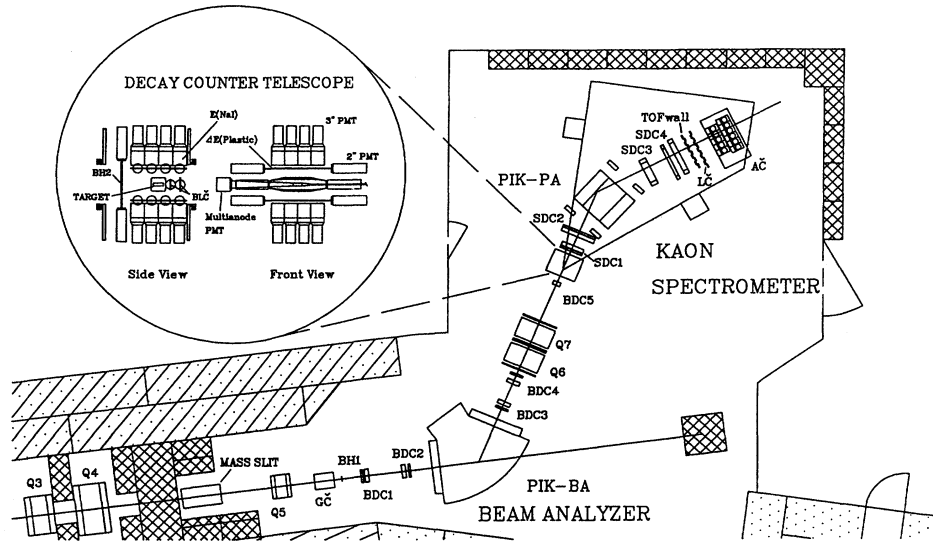 DECAY COUNTER TELESCOPE
E(NaI)
3" PMT
ΔE(Plastic)
2" PMT
BH2
TARGET
BLČ
Multianode
PMT
Side View
Front View
TOFwall
SDC4
SDC3
LČ
AČ
PIK-PA
SDC2
SDC1
KAON
SPECTROMETER
BDC5
Q7
Q6
BDC4
BDC3
MASS SLIT
BH1
BDC2
Q3
Q4
Q5
GČ
BDC1
PIK-BA
BEAM ANALYZER